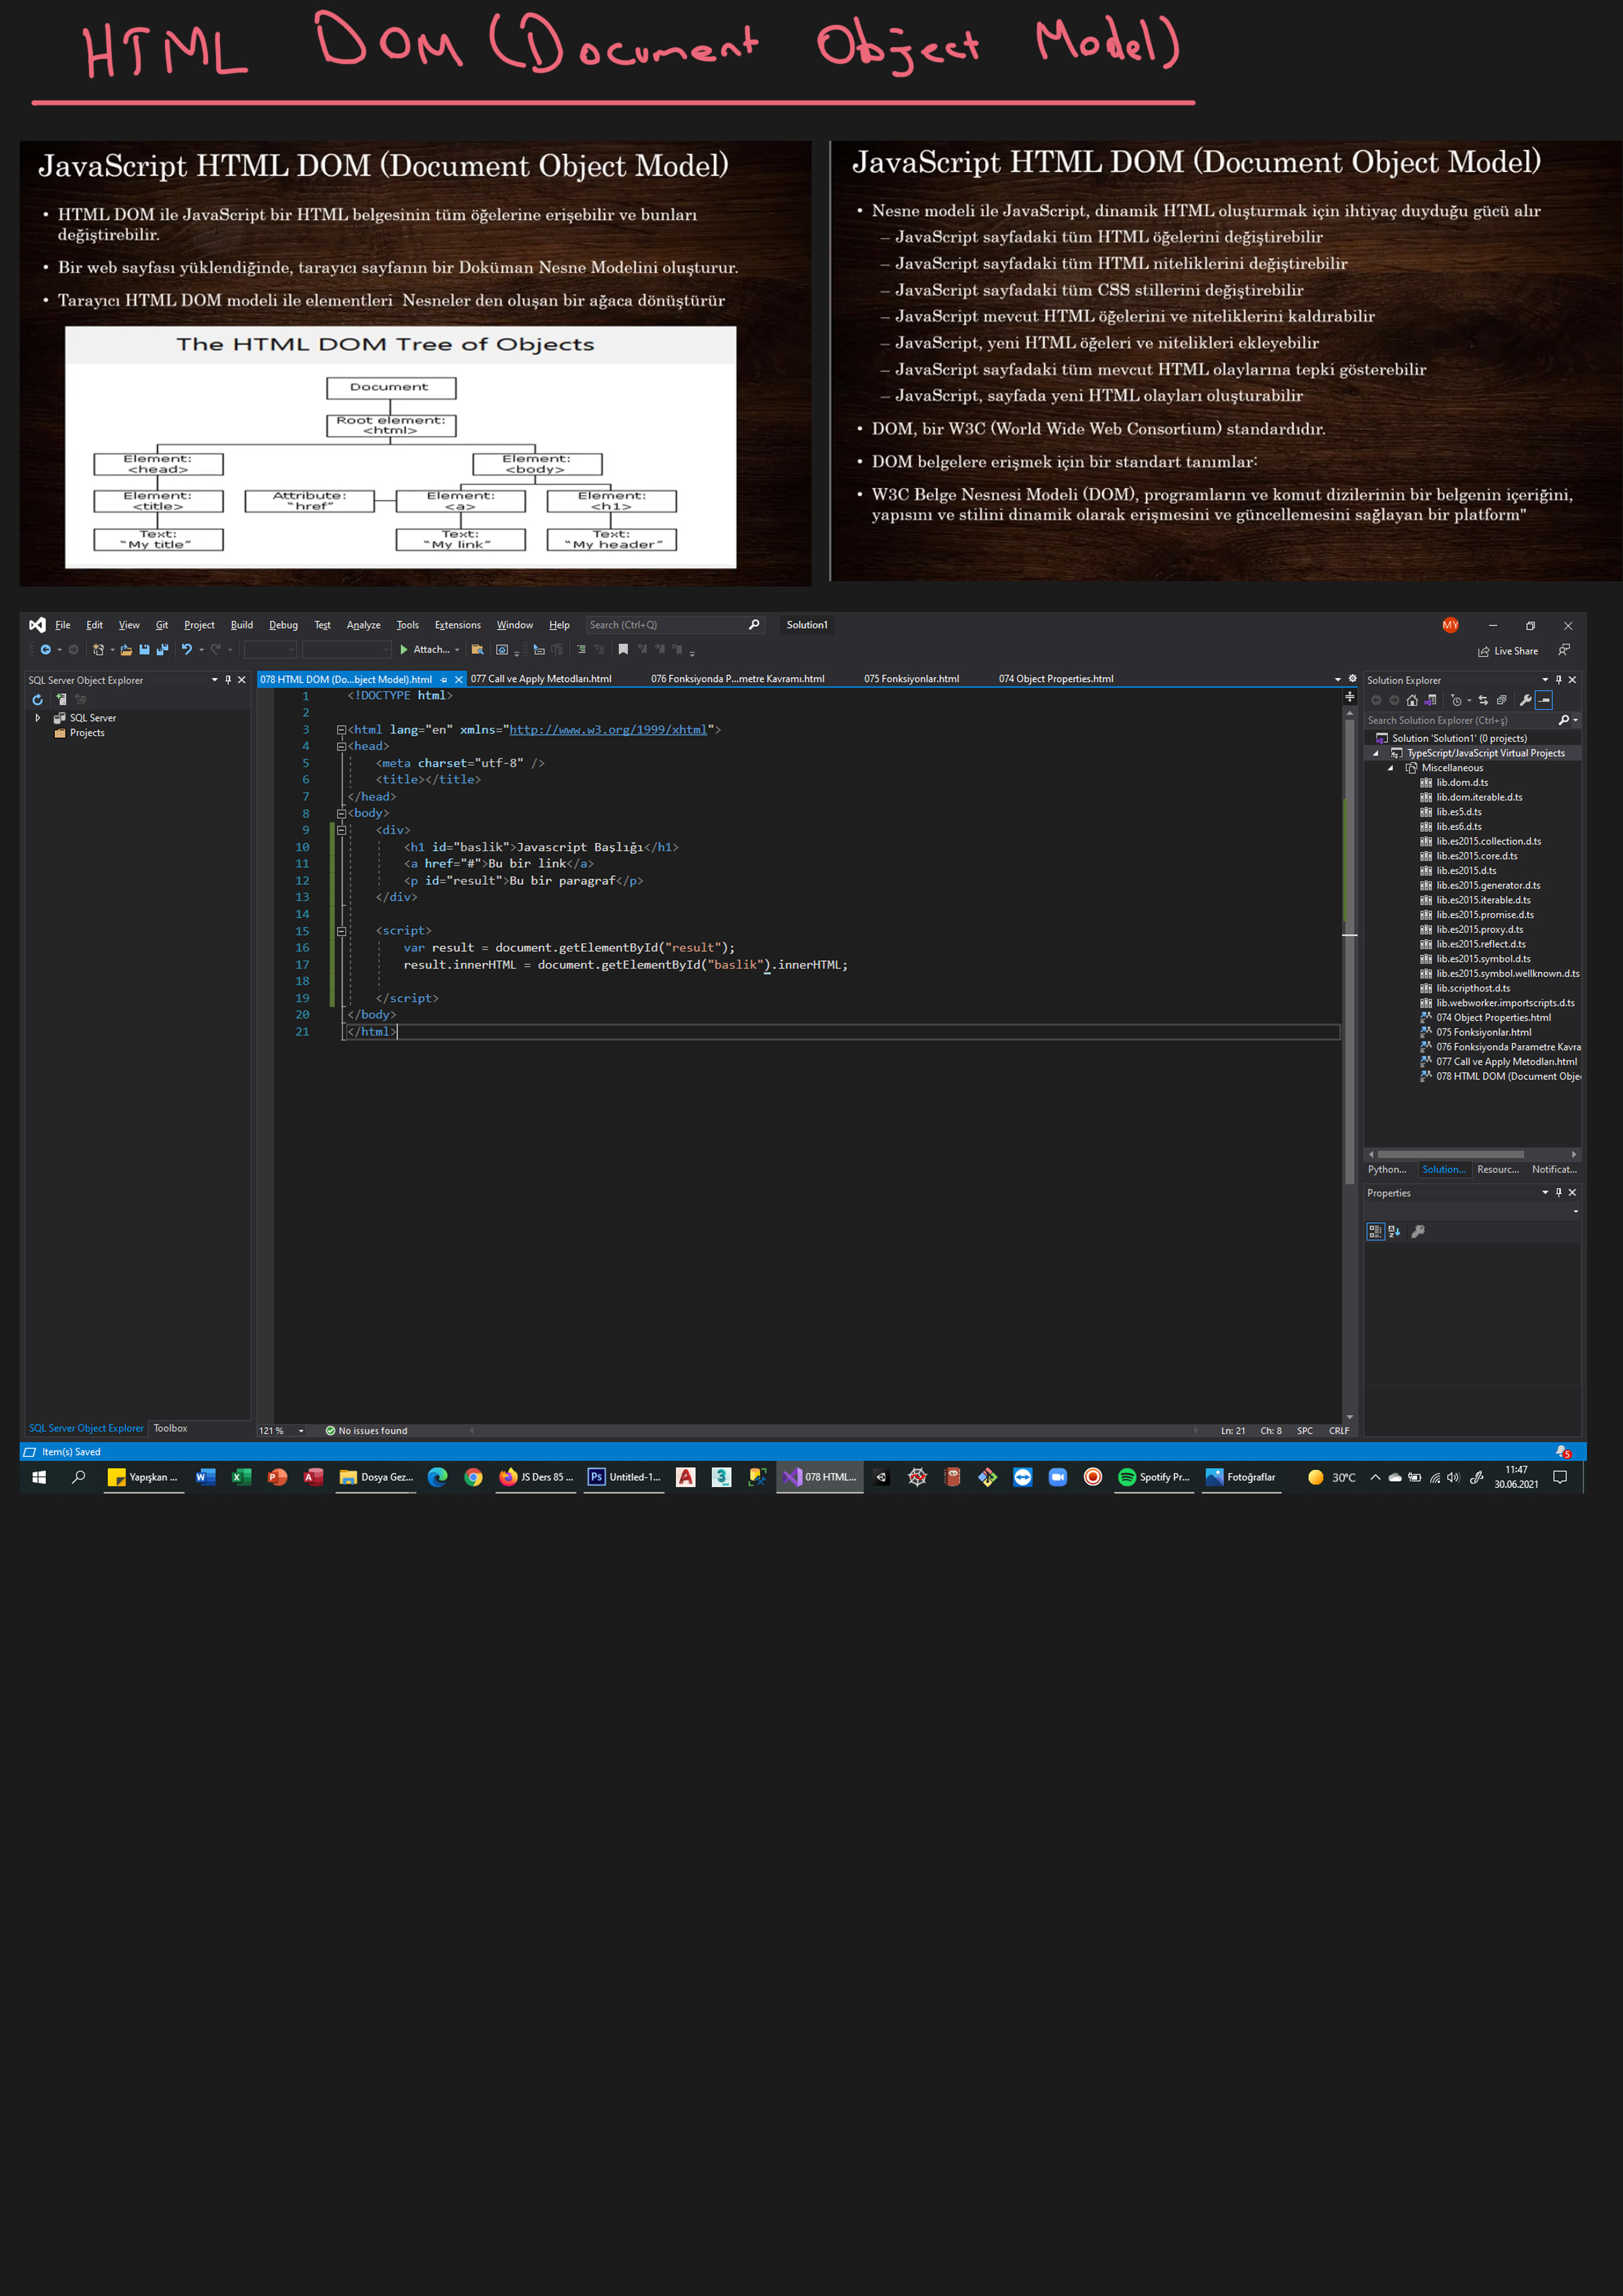 HTML DOM (Document Object Model)
JavaScript HTML DOM (Document Object Model)
• HTML DOM ile JavaScript bir HTML belgesinin tüm öğelerine erişebilir ve bunları
değiştirebilir.
• Bir web sayfası yüklendiğinde, tarayıcı sayfanın bir Doküman Nesne Modelini oluşturur.
• Tarayıcı HTML DOM modeli ile elementleri Nesneler den oluşan bir ağaca dönüştürür
The HTML DOM Tree of Objects
Document
Root element:
<html>
Element:
<head>
Element:
<body>
Element:
<title>
Attribute:
"href"
Element:
<a>
Element:
<h1>
Text:
"My title"
Text:
"My link"
Text:
"My header"
JavaScript HTML DOM (Document Object Model)
• Nesne modeli ile JavaScript, dinamik HTML oluşturmak için ihtiyaç duyduğu gücü alır
– JavaScript sayfadaki tüm HTML öğelerini değiştirebilir
– JavaScript sayfadaki tüm HTML niteliklerini değiştirebilir
– JavaScript sayfadaki tüm CSS stillerini değiştirebilir
– JavaScript mevcut HTML öğelerini ve niteliklerini kaldırabilir
– JavaScript, yeni HTML öğeleri ve nitelikleri ekleyebilir
– JavaScript sayfadaki tüm mevcut HTML olaylarına tepki gösterebilir
– JavaScript, sayfada yeni HTML olayları oluşturabilir
• DOM, bir W3C (World Wide Web Consortium) standardıdır.
• DOM belgelere erişmek için bir standart tanımlar:
• W3C Belge Nesnesi Modeli (DOM), programların ve komut dizilerinin bir belgenin içeriğini,
yapısını ve stilini dinamik olarak erişmesini ve güncellemesini sağlayan bir platform"
File Edit View Git Project Build Debug Test Analyze Tools Extensions Window Help Search (Ctrl+Q) Solution1 MY
Attach... Live Share
SQL Server Object Explorer
SQL Server
Projects
078 HTML DOM (Do...bject Model).html 077 Call ve Apply Metodları.html 076 Fonksiyonda P...metre Kavramı.html 075 Fonksiyonlar.html 074 Object Properties.html
1 <!DOCTYPE html>
2
3 <html lang="en" xmlns="http://www.w3.org/1999/xhtml">
4 <head>
5 <meta charset="utf-8" />
6 <title></title>
7 </head>
8 <body>
9 <div>
10 <h1 id="baslik">Javascript Başlığı</h1>
11 <a href="#">Bu bir link</a>
12 <p id="result">Bu bir paragraf</p>
13 </div>
14
15 <script>
16 var result = document.getElementById("result");
17 result.innerHTML = document.getElementById("baslik").innerHTML;
18
19 </script>
20 </body>
21 </html>
Solution Explorer
Search Solution Explorer (Ctrl+ş)
Solution 'Solution1' (0 projects)
TypeScript/JavaScript Virtual Projects
Miscellaneous
lib.dom.d.ts
lib.dom.iterable.d.ts
lib.es5.d.ts
lib.es6.d.ts
lib.es2015.collection.d.ts
lib.es2015.core.d.ts
lib.es2015.d.ts
lib.es2015.generator.d.ts
lib.es2015.iterable.d.ts
lib.es2015.promise.d.ts
lib.es2015.proxy.d.ts
lib.es2015.reflect.d.ts
lib.es2015.symbol.d.ts
lib.es2015.symbol.wellknown.d.ts
lib.scripthost.d.ts
lib.webworker.importscripts.d.ts
074 Object Properties.html
075 Fonksiyonlar.html
076 Fonksiyonda Parametre Kavra
077 Call ve Apply Metodları.html
078 HTML DOM (Document Obje
Python... Solution... Resourc... Notificat...
Properties
SQL Server Object Explorer Toolbox
121 % No issues found Ln: 21 Ch: 8 SPC CRLF
Item(s) Saved 5
Yapışkan ... Dosya Gez... JS Ders 85 ... Ps Untitled-1... 078 HTML... Spotify Pr... Fotoğraflar 30°C 11:47
30.06.2021